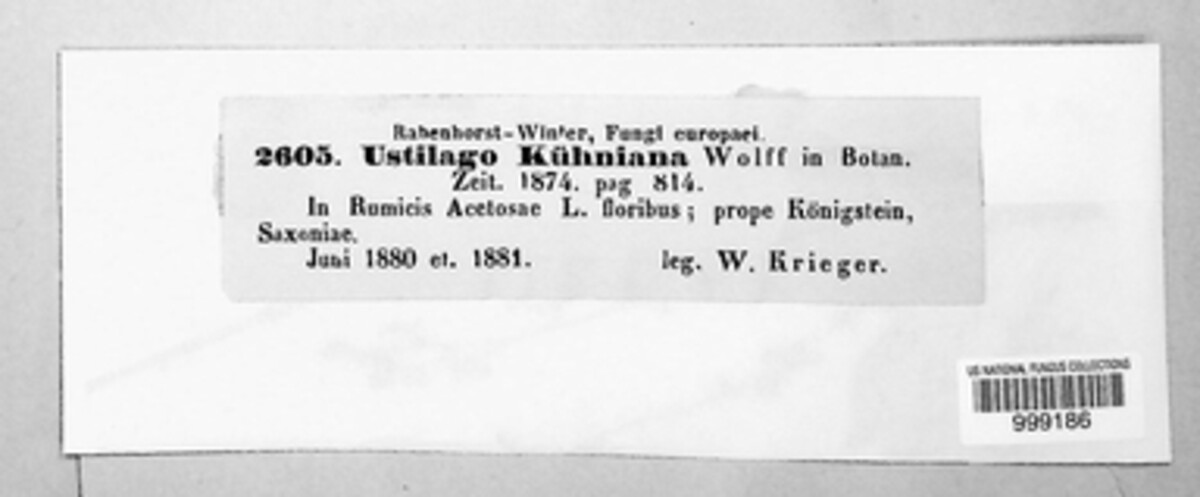 Rabenhorst-Winter, Fungi europaei.
2605. Ustilago Kühniana Wolff in Botan.
Zeit. 1874. pag 814.
In Rumicis Acetosae L. floribus; prope Königstein,
Saxoniae.
Juni 1880 et. 1881. leg. W. Krieger.
US NATIONAL FUNGUS COLLECTIONS
999186